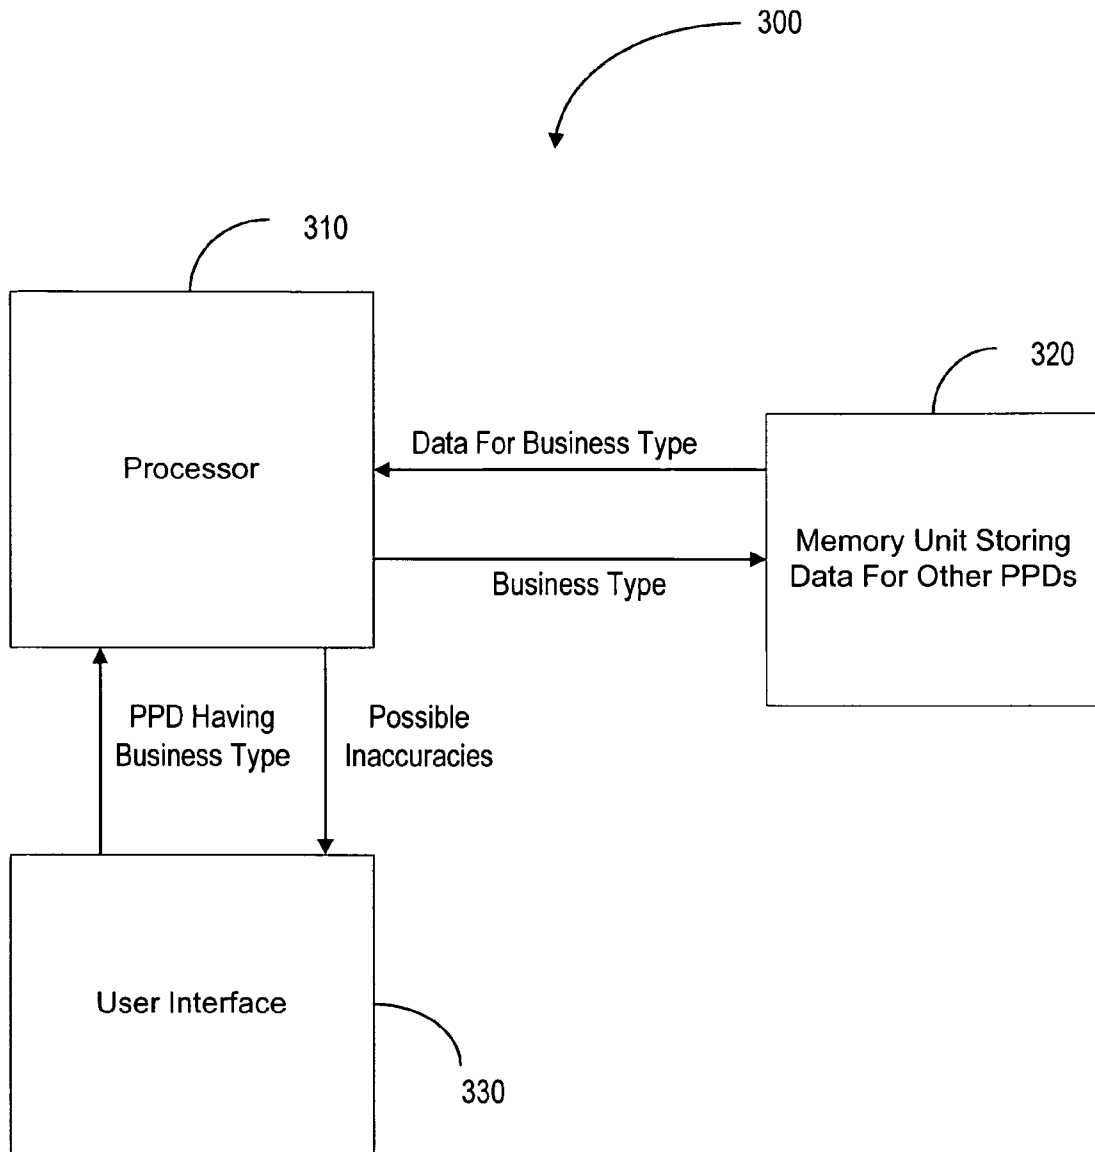 300
310
320
Data For Business Type
Processor
Memory Unit Storing
Data For Other PPDs
Business Type
PPD Having
Business Type
Possible
Inaccuracies
User Interface
330